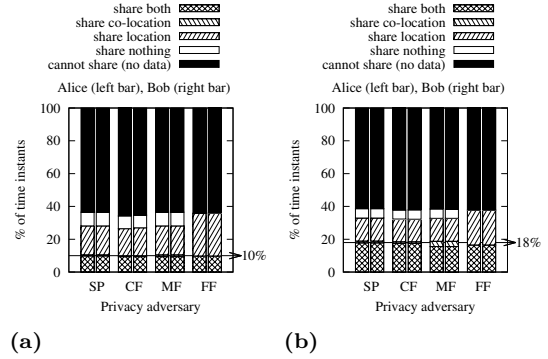 share both
share co-location
share location
share nothing
cannot share (no data)
Alice (left bar), Bob (right bar)
100
80
60
40
20
0
% of time instants
10%
SP CF MF FF
Privacy adversary
(a)
share both
share co-location
share location
share nothing
cannot share (no data)
Alice (left bar), Bob (right bar)
100
80
60
40
20
0
% of time instants
18%
SP CF MF FF
Privacy adversary
(b)